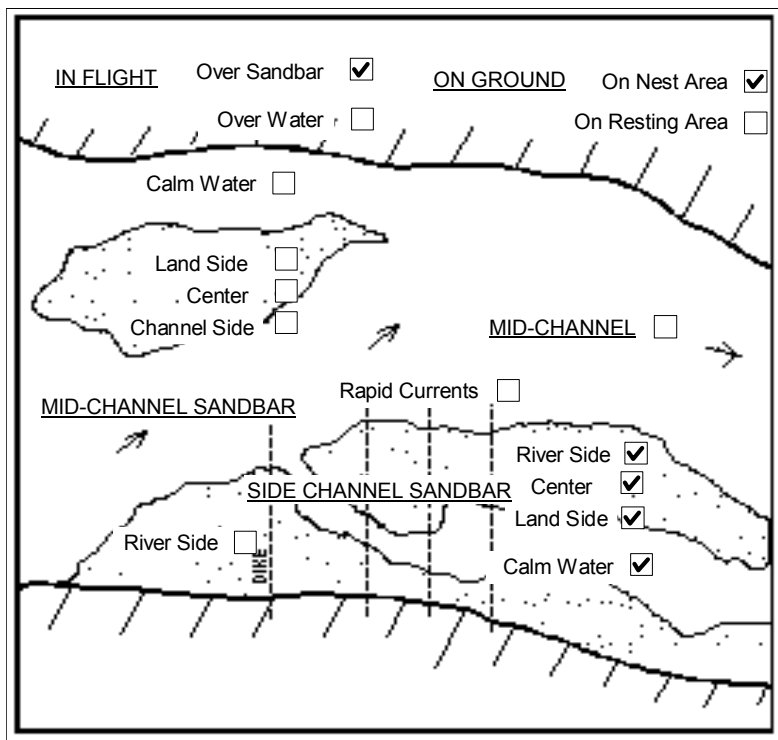 IN FLIGHT
Over Sandbar
ON GROUND
On Nest Area
Over Water
On Resting Area
Calm Water
Land Side
Center
Channel Side
MID-CHANNEL
Rapid Currents
MID-CHANNEL SANDBAR
River Side
SIDE CHANNEL SANDBAR
Center
Land Side
River Side
DIKE
Calm Water